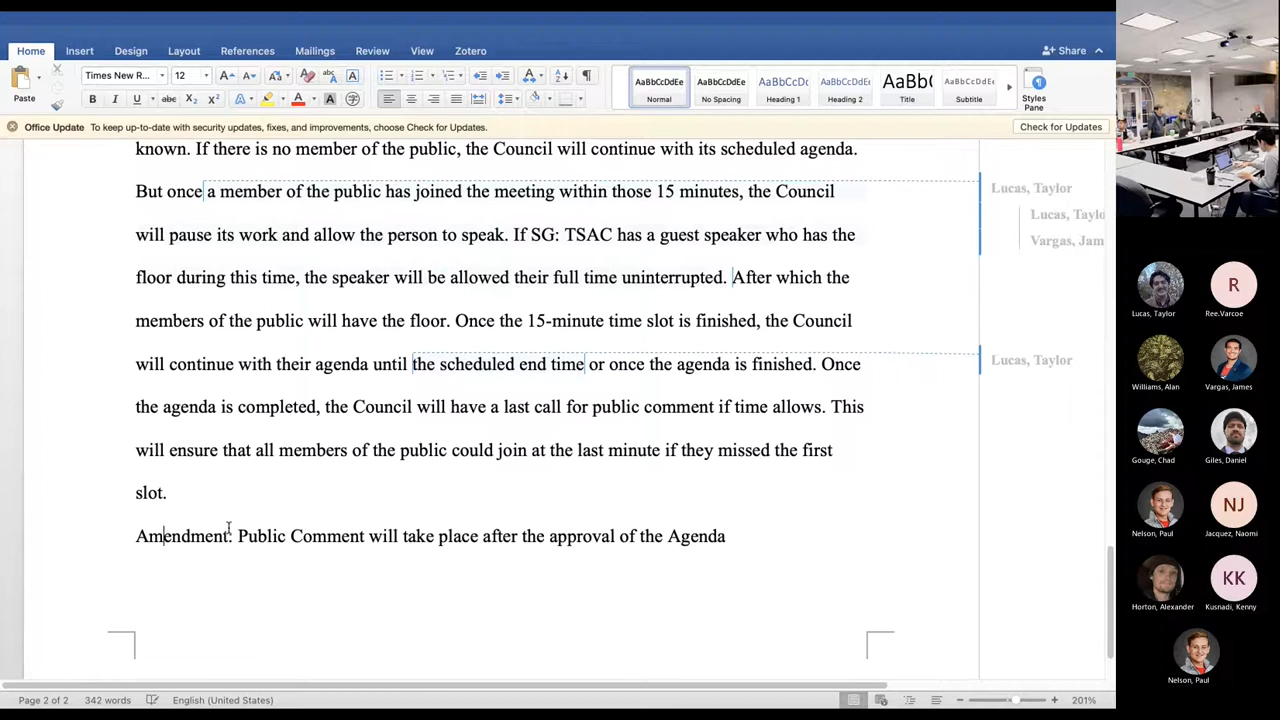 Home Insert Design Layout References Mailings Review View Zotero Share
Paste Times New R... 12 Styles Pane
AaBbCcDdEe AaBbCcDdEe AaBbCcDc AaBbCcDdEe AaBb( AaBbCcDdEe
Normal No Spacing Heading 1 Heading 2 Title Subtitle
Office Update To keep up-to-date with security updates, fixes, and improvements, choose Check for Updates. Check for Updates
known. If there is no member of the public, the Council will continue with its scheduled agenda.
But once a member of the public has joined the meeting within those 15 minutes, the Council
will pause its work and allow the person to speak. If SG: TSAC has a guest speaker who has the
floor during this time, the speaker will be allowed their full time uninterrupted. After which the
members of the public will have the floor. Once the 15-minute time slot is finished, the Council
will continue with their agenda until the scheduled end time or once the agenda is finished. Once
the agenda is completed, the Council will have a last call for public comment if time allows. This
will ensure that all members of the public could join at the last minute if they missed the first
slot.
Amendment: Public Comment will take place after the approval of the Agenda
Lucas, Taylor
Lucas, Taylo
Vargas, Jam
Lucas, Taylor
Page 2 of 2 342 words English (United States) 201%
R
Lucas, Taylor Ree.Varcoe
Williams, Alan Vargas, James
Gouge, Chad Giles, Daniel
NJ
Nelson, Paul Jacquez, Naomi
KK
Horton, Alexander Kusnadi, Kenny
Nelson, Paul